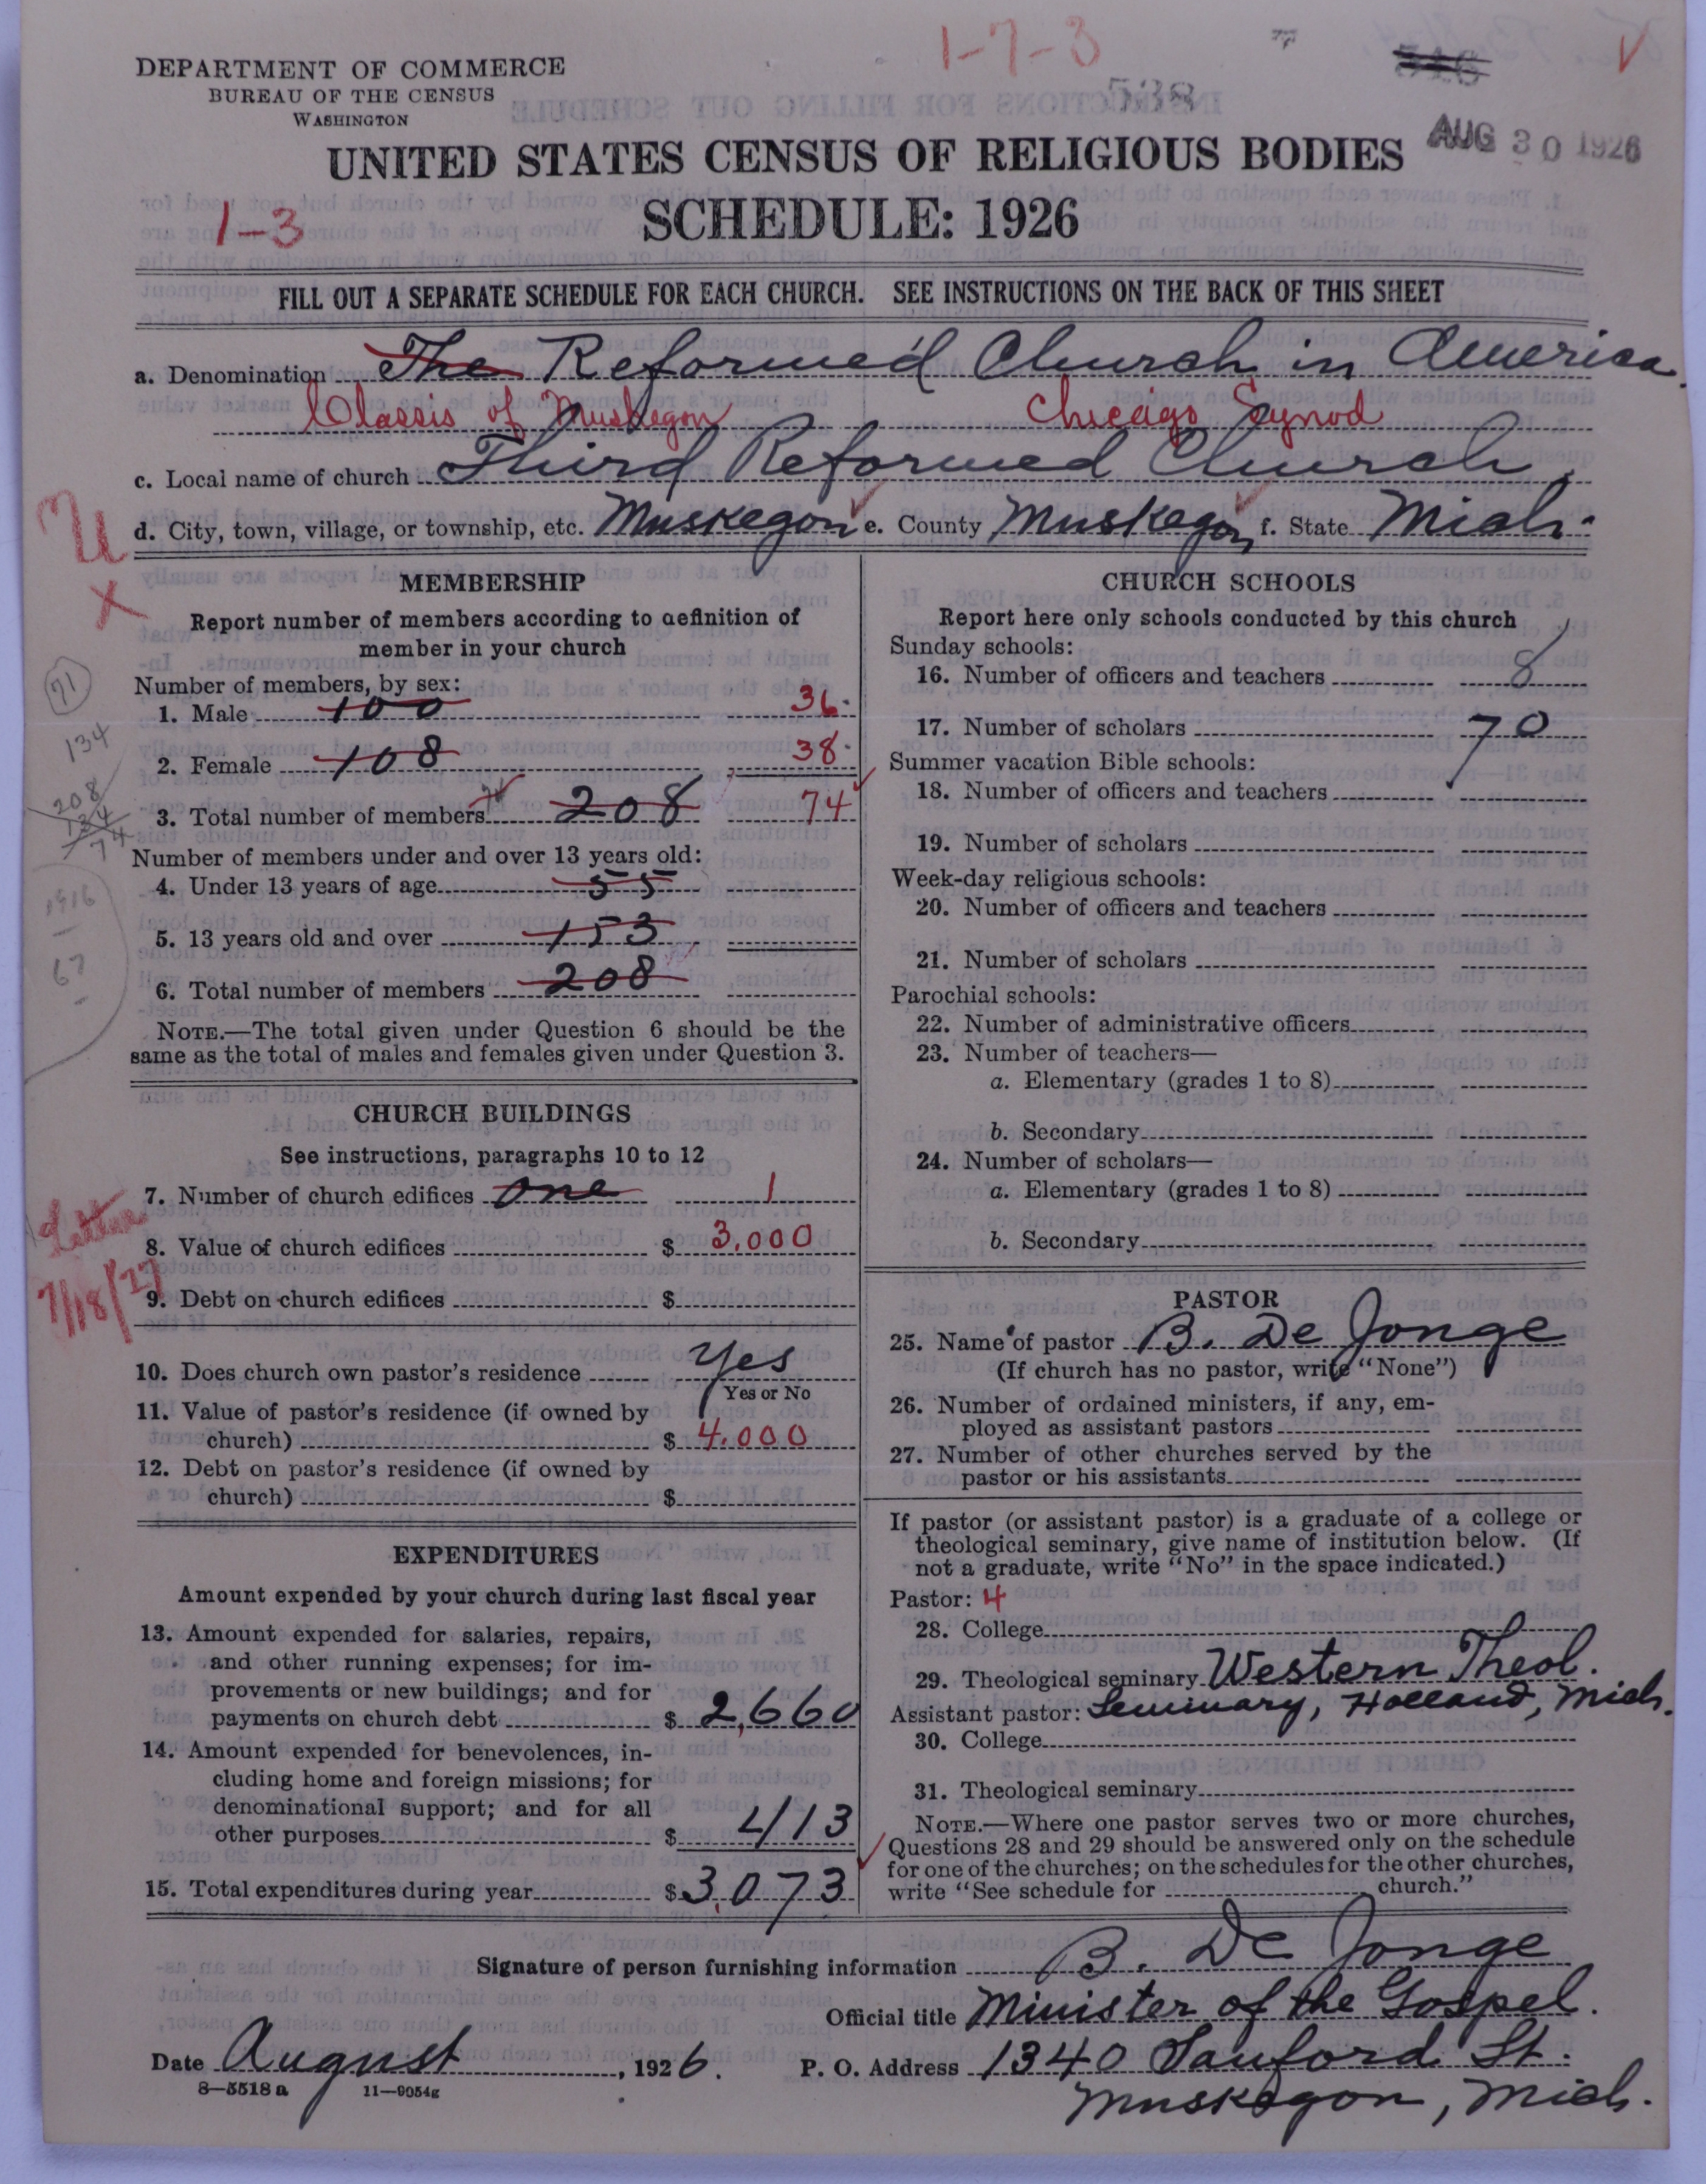 1-7-3
DEPARTMENT OF COMMERCE
BUREAU OF THE CENSUS
WASHINGTON
538
AUG 30 1926
UNITED STATES CENSUS OF RELIGIOUS BODIES
1-3
SCHEDULE: 1926
FILL OUT A SEPARATE SCHEDULE FOR EACH CHURCH. SEE INSTRUCTIONS ON THE BACK OF THIS SHEET
a. Denomination The Reformed Church in America.
Classis of Muskegon Chicago Synod
c. Local name of church Third Reformed Church,
d. City, town, village, or township, etc. Muskegon e. County Muskegon, f. State Mich.
MEMBERSHIP
Report number of members according to definition of
member in your church
Number of members, by sex:
1. Male 100 36
2. Female 108 38
3. Total number of members 208 74
Number of members under and over 13 years old:
4. Under 13 years of age 55
5. 13 years old and over 153
6. Total number of members 208
NOTE.—The total given under Question 6 should be the
same as the total of males and females given under Question 3.
71
134
208
134
74
1916
67
CHURCH BUILDINGS
See instructions, paragraphs 10 to 12
7. Number of church edifices one 1
8. Value of church edifices $ 3,000
9. Debt on church edifices $
Letter
7/18/27
10. Does church own pastor's residence Yes
Yes or No
11. Value of pastor's residence (if owned by
church) $ 4,000
12. Debt on pastor's residence (if owned by
church) $
EXPENDITURES
Amount expended by your church during last fiscal year
13. Amount expended for salaries, repairs,
and other running expenses; for im-
provements or new buildings; and for
payments on church debt $ 2,660
14. Amount expended for benevolences, in-
cluding home and foreign missions; for
denominational support; and for all
other purposes $ 413
15. Total expenditures during year $ 3,073
CHURCH SCHOOLS
Report here only schools conducted by this church
Sunday schools:
16. Number of officers and teachers 8
17. Number of scholars 70
Summer vacation Bible schools:
18. Number of officers and teachers
19. Number of scholars
Week-day religious schools:
20. Number of officers and teachers
21. Number of scholars
Parochial schools:
22. Number of administrative officers
23. Number of teachers—
a. Elementary (grades 1 to 8)
b. Secondary
24. Number of scholars—
a. Elementary (grades 1 to 8)
b. Secondary
PASTOR
25. Name of pastor B. De Jonge
(If church has no pastor, write "None")
26. Number of ordained ministers, if any, em-
ployed as assistant pastors
27. Number of other churches served by the
pastor or his assistants
If pastor (or assistant pastor) is a graduate of a college or
theological seminary, give name of institution below. (If
not a graduate, write "No" in the space indicated.)
Pastor: 4
28. College
29. Theological seminary Western Theol.
Assistant pastor: Seminary, Holland, Mich.
30. College
31. Theological seminary
NOTE.—Where one pastor serves two or more churches,
Questions 28 and 29 should be answered only on the schedule
for one of the churches; on the schedules for the other churches,
write "See schedule for church."
Signature of person furnishing information B. De Jonge
Official title Minister of the Gospel.
Date August, 1926. P. O. Address 1340 Sanford St.
8-5518a 11-9054g
Muskegon, Mich.